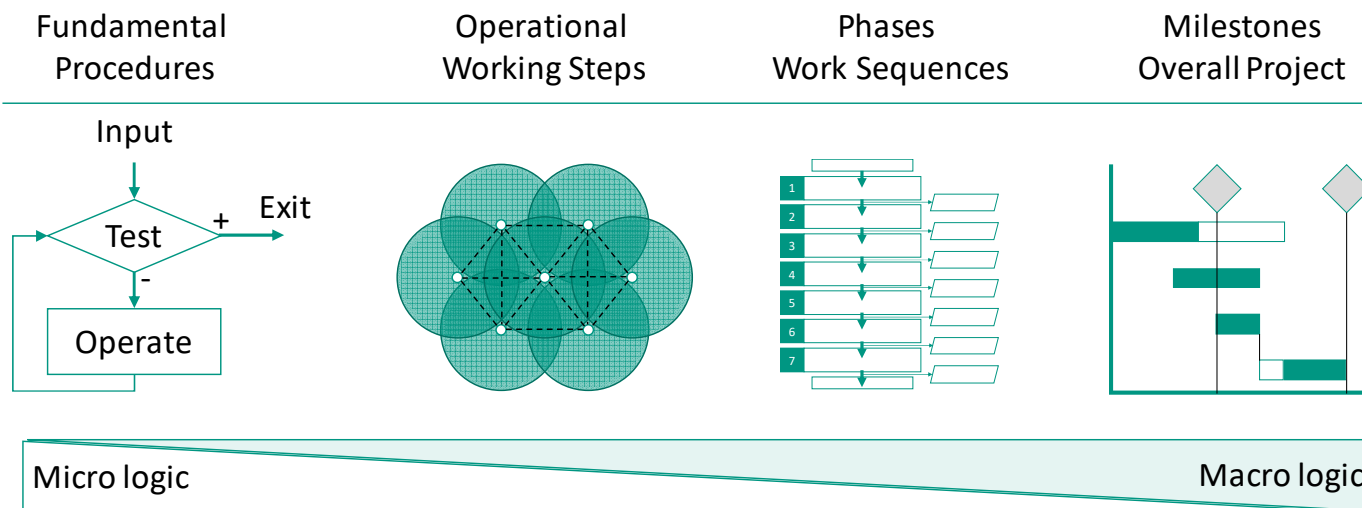 Fundamental
Procedures
Operational
Working Steps
Phases
Work Sequences
Milestones
Overall Project
Input
Test
+
Exit
-
Operate
1
2
3
4
5
6
7
Micro logic
Macro logic